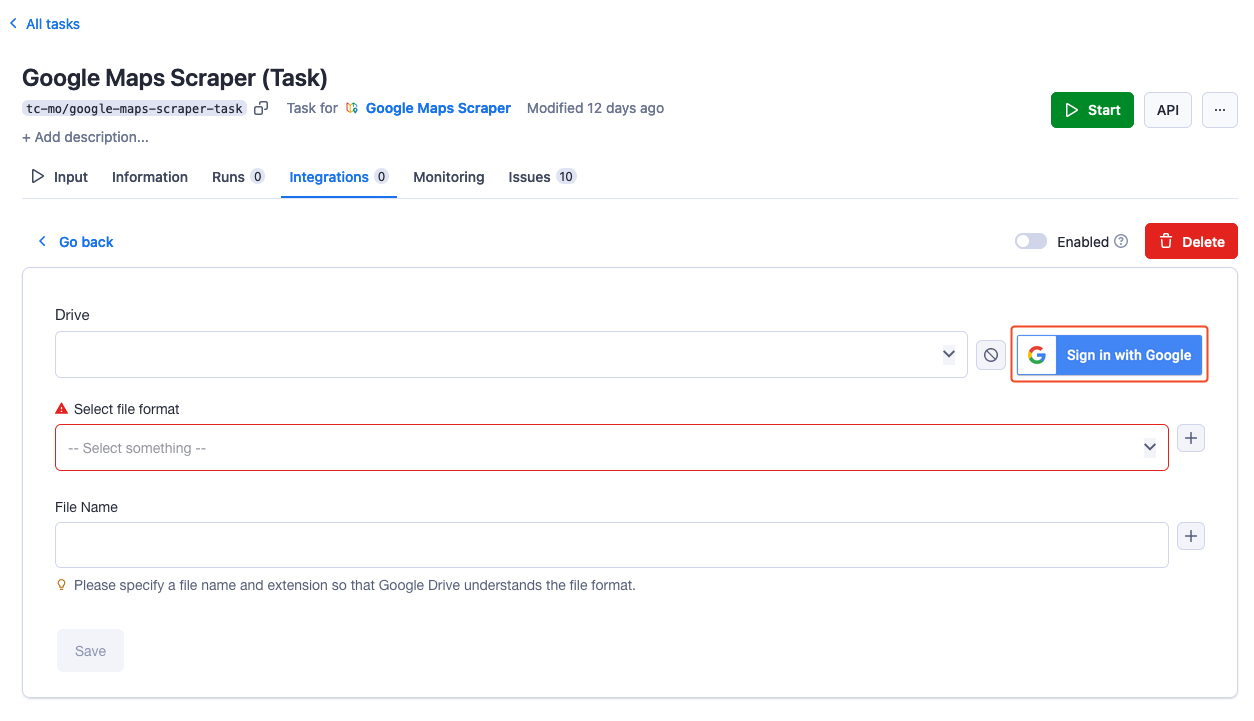 All tasks
Google Maps Scraper (Task)
tc-mo/google-maps-scraper-task Task for Google Maps Scraper Modified 12 days ago
+ Add description...
Start API ...
Input Information Runs 0 Integrations 0 Monitoring Issues 10
Go back Enabled ? Delete
Drive
Sign in with Google
Select file format
-- Select something --
File Name
Please specify a file name and extension so that Google Drive understands the file format.
Save